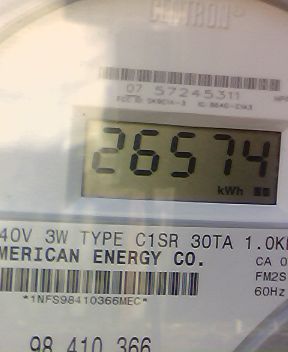 CENTRON
07 57245311
26574
kWh
40V 3W TYPE C1SR 30TA 1.0K
MERICAN ENERGY CO.
CA 0
FM2S
60Hz
*1NFS98410366MEC*
98 410 366